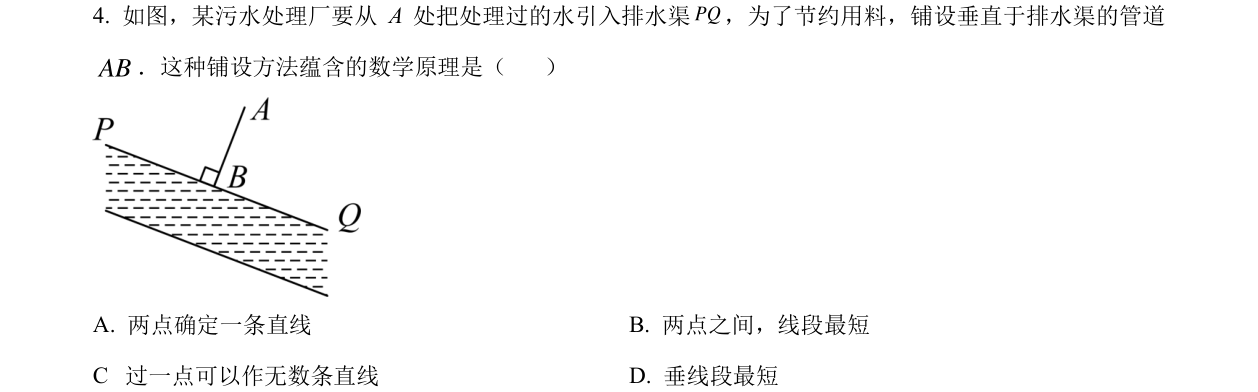 4. 如图，某污水处理厂要从 A 处把处理过的水引入排水渠 PQ，为了节约用料，铺设垂直于排水渠的管道
AB．这种铺设方法蕴含的数学原理是（　　）
A
P
B
Q
A. 两点确定一条直线 B. 两点之间，线段最短
C 过一点可以作无数条直线 D. 垂线段最短